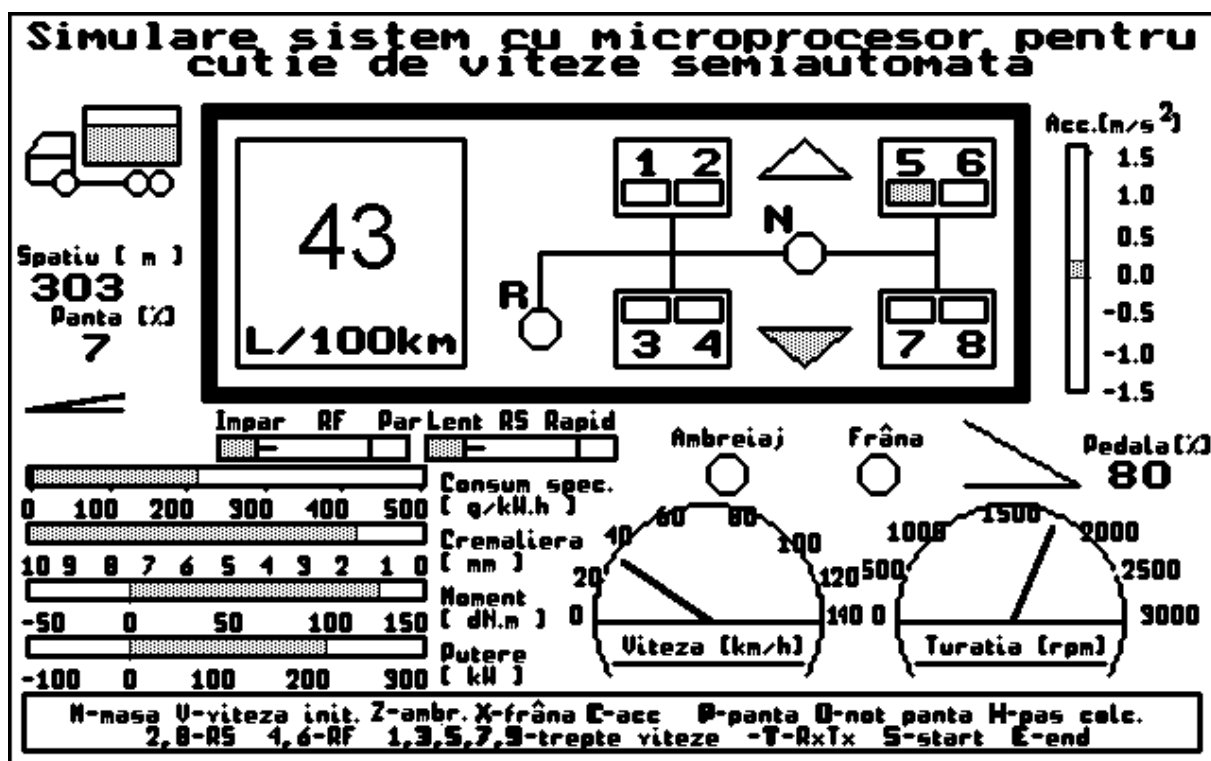 Simulare sistem cu microprocesor pentru
cutie de viteze semiautomata
Acc.(m/s²)
1.5
1.0
0.5
0.0
-0.5
-1.0
-1.5
Spatiu [ m ]
303
Panta [%]
7
43
L/100km
1 2
5 6
N
R
3 4
7 8
Impar RF Par
Lent RS Rapid
Ambreiaj
Frâna
Pedala[%]
80
Consum spec.
[ g/kW.h ]
0 100 200 300 400 500
Cremaliera
[ mm ]
10 9 8 7 6 5 4 3 2 1 0
Moment
[ dN.m ]
-50 0 50 100 150
Putere
[ kW ]
-100 0 100 200 300
0 20 40 60 80 100 120 140
Viteza [km/h]
0 500 1000 1500 2000 2500 3000
Turatia [rpm]
M-masa V-viteza init. Z-ambr. X-frâna C-acc P-panta O-not panta H-pas calc.
2,8-RS 4,6-RF 1,3,5,7,9-trepte viteze -T-RxTx S-start E-end